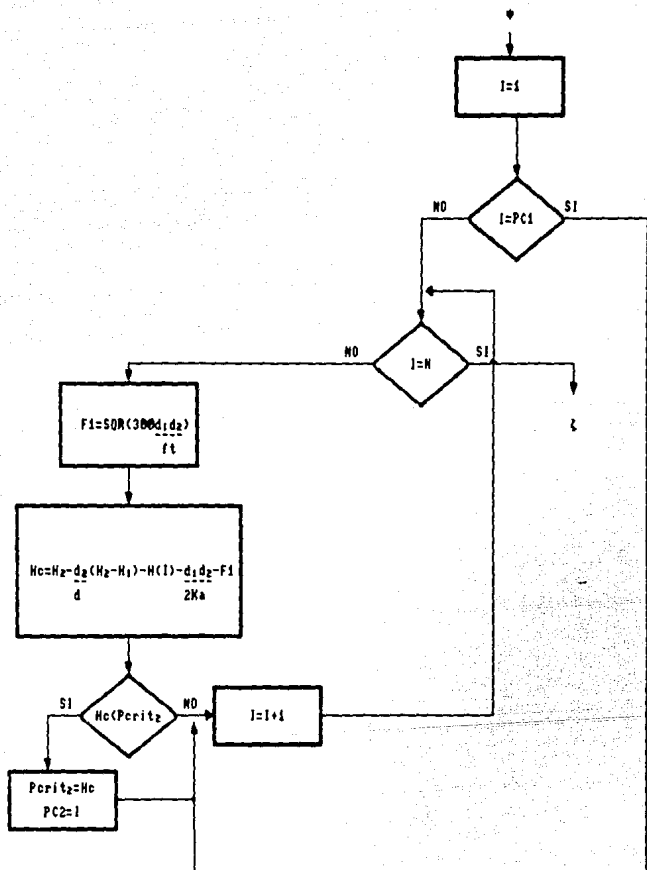 *
I=1
I=PC1
NO
SI
I=N
NO
SI
F1=SQR(300d₁d₂)
ft
ζ
Hc=H₂-d₂(H₂-H₁)-H(I)-d₁d₂-F1
d 2Ka
Hc<Pcrit₂
SI
NO
I=I+1
Pcrit₂=Hc
PC2=I